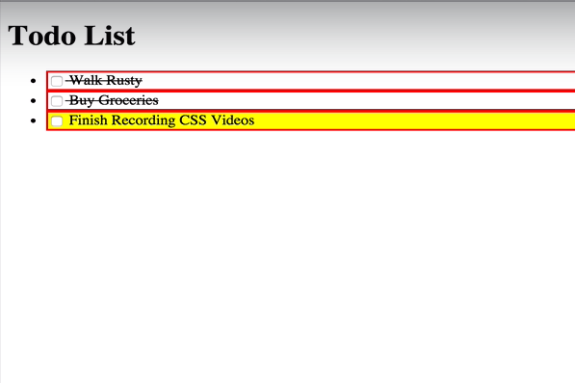 Todo List
Walk Rusty
Buy Groceries
Finish Recording CSS Videos